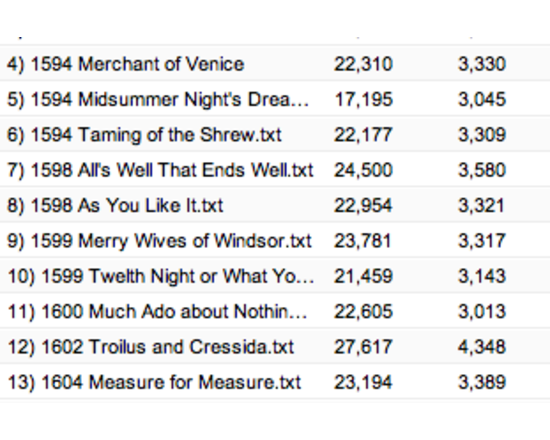 4) 1594 Merchant of Venice 22,310 3,330
5) 1594 Midsummer Night's Drea... 17,195 3,045
6) 1594 Taming of the Shrew.txt 22,177 3,309
7) 1598 All's Well That Ends Well.txt 24,500 3,580
8) 1598 As You Like It.txt 22,954 3,321
9) 1599 Merry Wives of Windsor.txt 23,781 3,317
10) 1599 Twelth Night or What Yo... 21,459 3,143
11) 1600 Much Ado about Nothin... 22,605 3,013
12) 1602 Troilus and Cressida.txt 27,617 4,348
13) 1604 Measure for Measure.txt 23,194 3,389